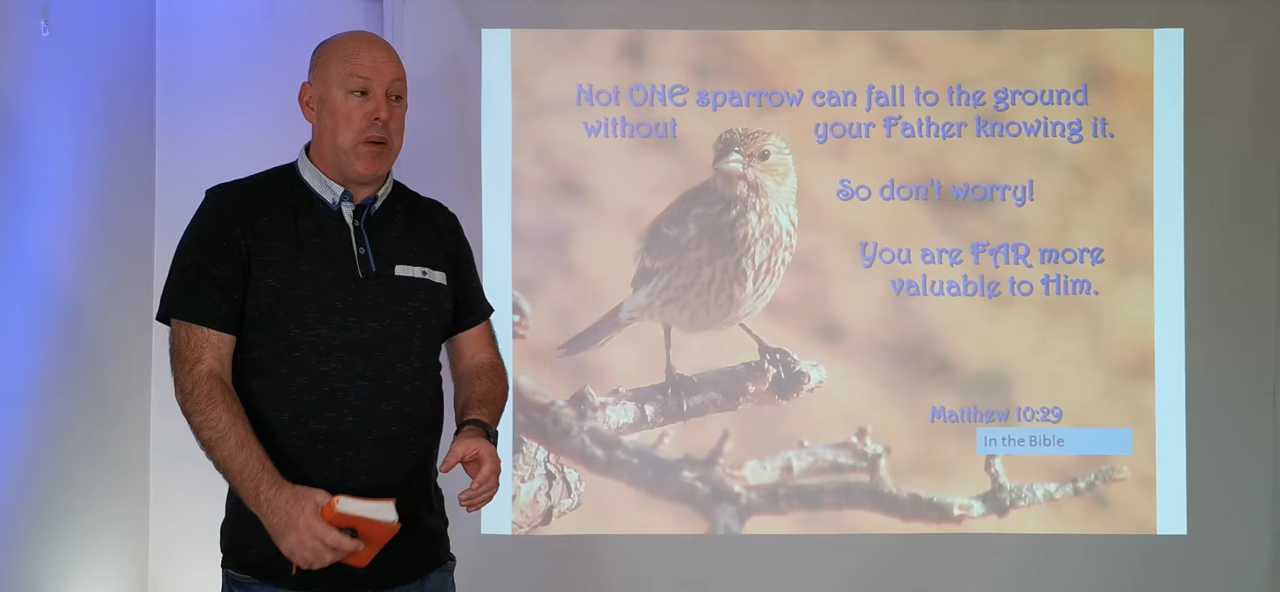 Not ONE sparrow can fall to the ground
without your Father knowing it.
So don't worry!
You are FAR more
valuable to Him.
Matthew 10:29
In the Bible